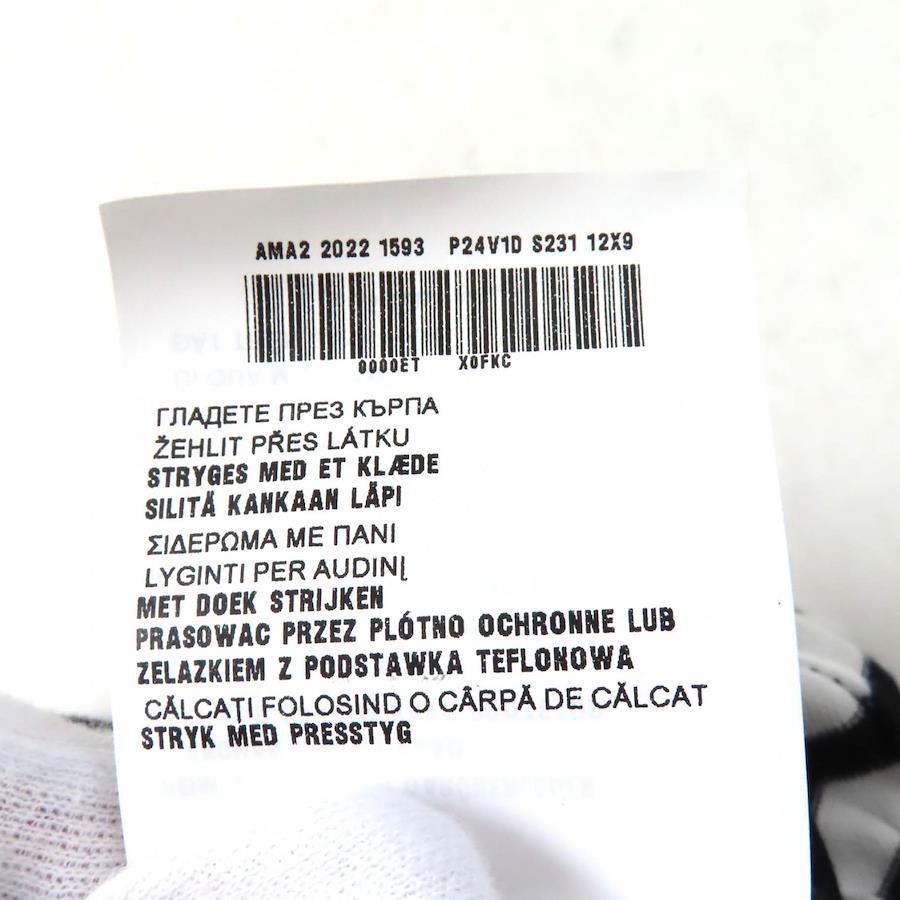 AMA2 2022 1593 P24V1D S231 12X9
0000ET X0FKC
ГЛАДЕТЕ ПРЕЗ КЪРПА
ŽEHLIT PŘES LÁTKU
STRYGES MED ET KLÆDE
SILITÄ KANKAAN LÄPI
ΣΙΔΕΡΩΜΑ ΜΕ ΠΑΝΙ
LYGINTI PER AUDINĮ
MET DOEK STRIJKEN
PRASOWAC PRZEZ PLÓTNO OCHRONNE LUB
ZELAZKIEM Z PODSTAWKA TEFLONOWA
CĂLCAȚI FOLOSIND O CÂRPĂ DE CĂLCAT
STRYK MED PRESSTYG